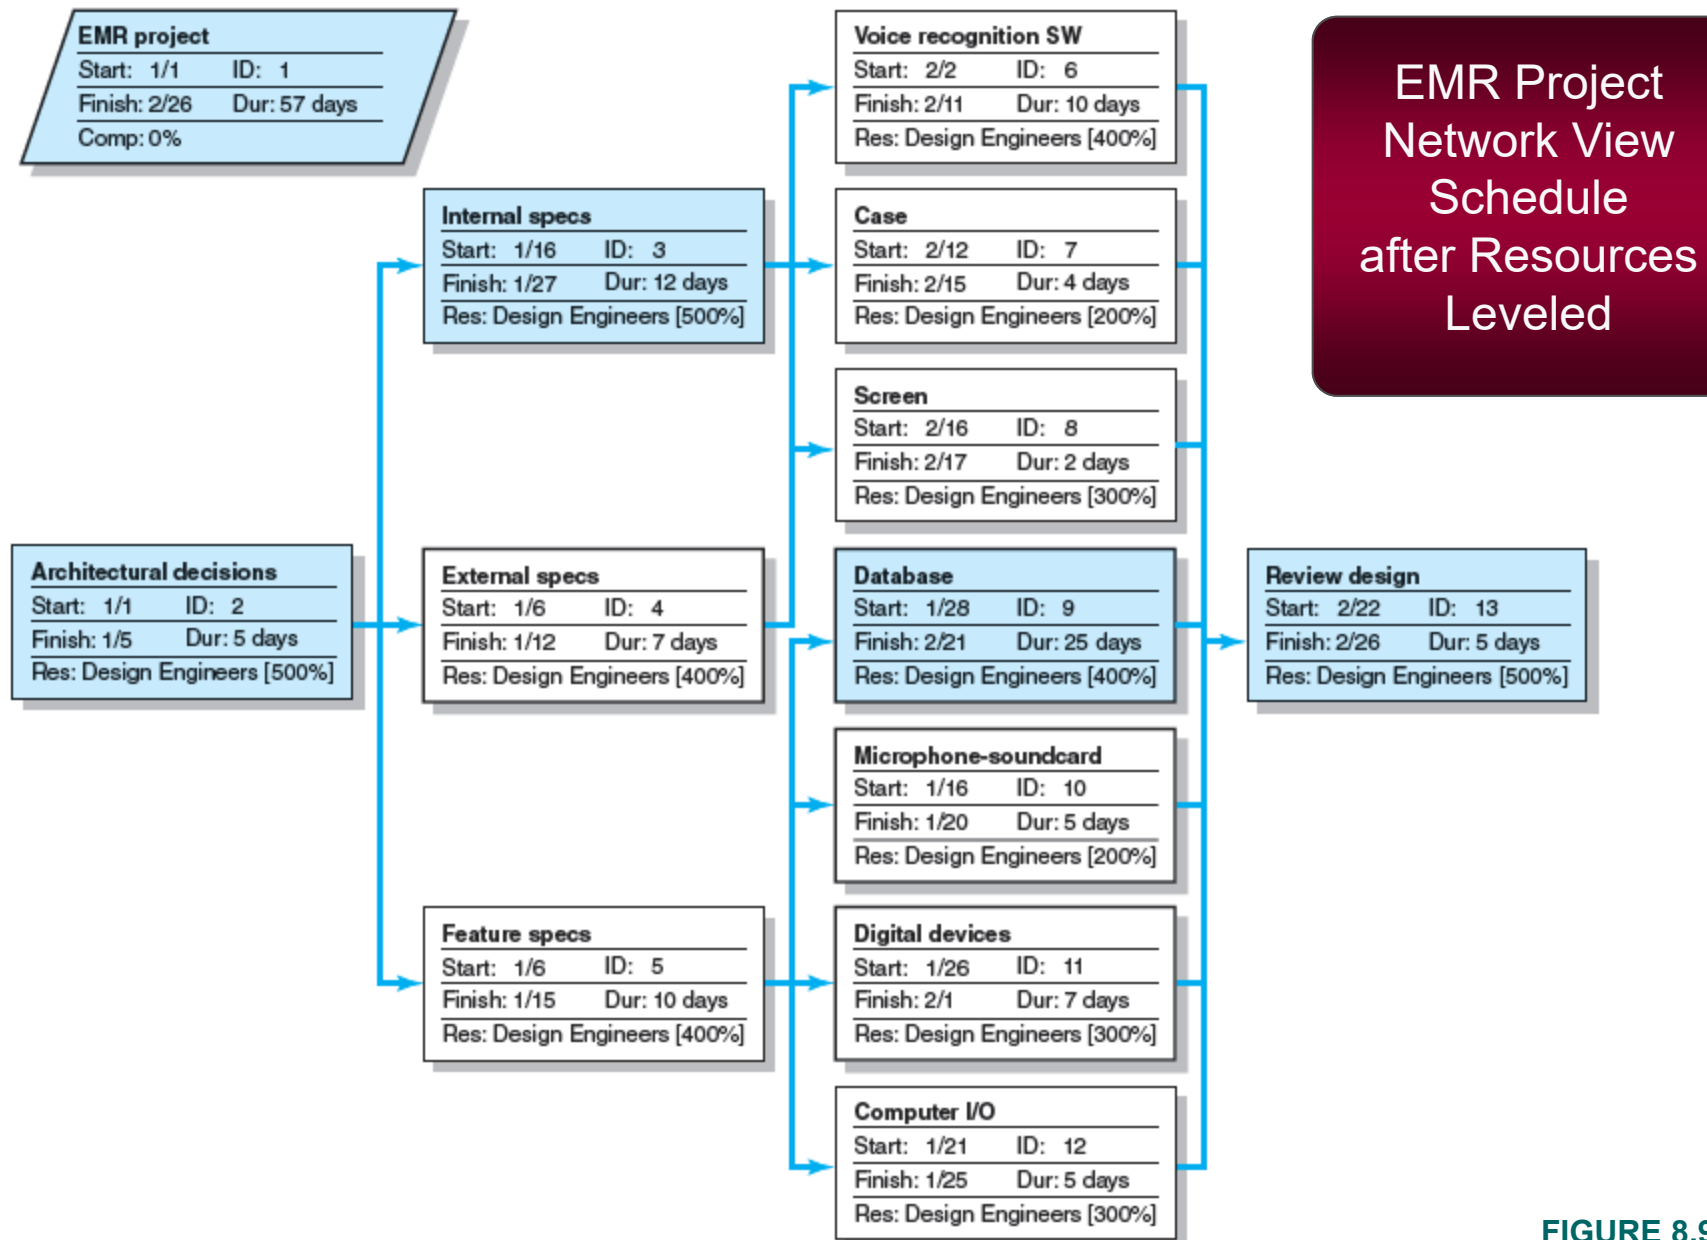 EMR project
Start: 1/1 ID: 1
Finish: 2/26 Dur: 57 days
Comp: 0%
Voice recognition SW
Start: 2/2 ID: 6
Finish: 2/11 Dur: 10 days
Res: Design Engineers [400%]
EMR Project
Network View
Schedule
after Resources
Leveled
Internal specs
Start: 1/16 ID: 3
Finish: 1/27 Dur: 12 days
Res: Design Engineers [500%]
Case
Start: 2/12 ID: 7
Finish: 2/15 Dur: 4 days
Res: Design Engineers [200%]
Screen
Start: 2/16 ID: 8
Finish: 2/17 Dur: 2 days
Res: Design Engineers [300%]
Architectural decisions
Start: 1/1 ID: 2
Finish: 1/5 Dur: 5 days
Res: Design Engineers [500%]
External specs
Start: 1/6 ID: 4
Finish: 1/12 Dur: 7 days
Res: Design Engineers [400%]
Database
Start: 1/28 ID: 9
Finish: 2/21 Dur: 25 days
Res: Design Engineers [400%]
Review design
Start: 2/22 ID: 13
Finish: 2/26 Dur: 5 days
Res: Design Engineers [500%]
Microphone-soundcard
Start: 1/16 ID: 10
Finish: 1/20 Dur: 5 days
Res: Design Engineers [200%]
Feature specs
Start: 1/6 ID: 5
Finish: 1/15 Dur: 10 days
Res: Design Engineers [400%]
Digital devices
Start: 1/26 ID: 11
Finish: 2/1 Dur: 7 days
Res: Design Engineers [300%]
Computer I/O
Start: 1/21 ID: 12
Finish: 1/25 Dur: 5 days
Res: Design Engineers [300%]
FIGURE 8.9